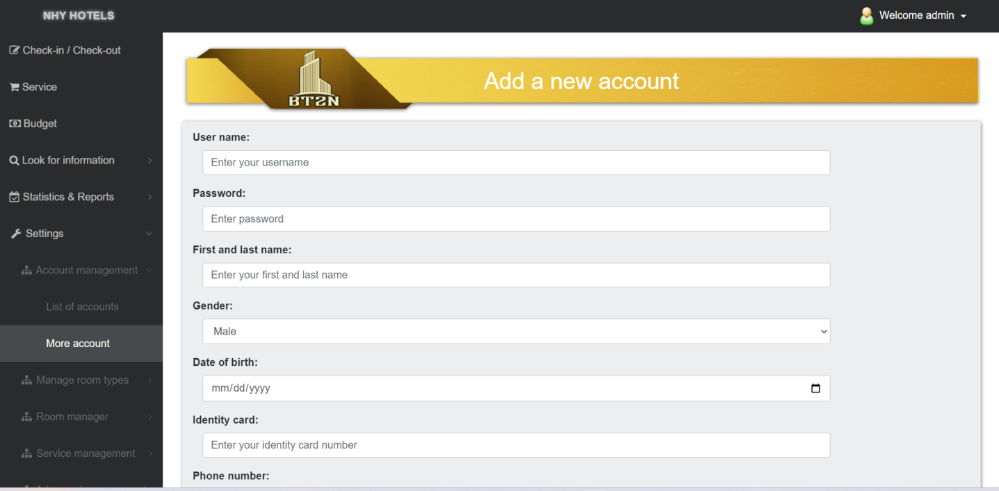 NHY HOTELS
Welcome admin
Check-in / Check-out
Service
Budget
Look for information
Statistics & Reports
Settings
Account management
List of accounts
More account
Manage room types
Room manager
Service management
BT2N
Add a new account
User name:
Enter your username
Password:
Enter password
First and last name:
Enter your first and last name
Gender:
Male
Date of birth:
mm/dd/yyyy
Identity card:
Enter your identity card number
Phone number: